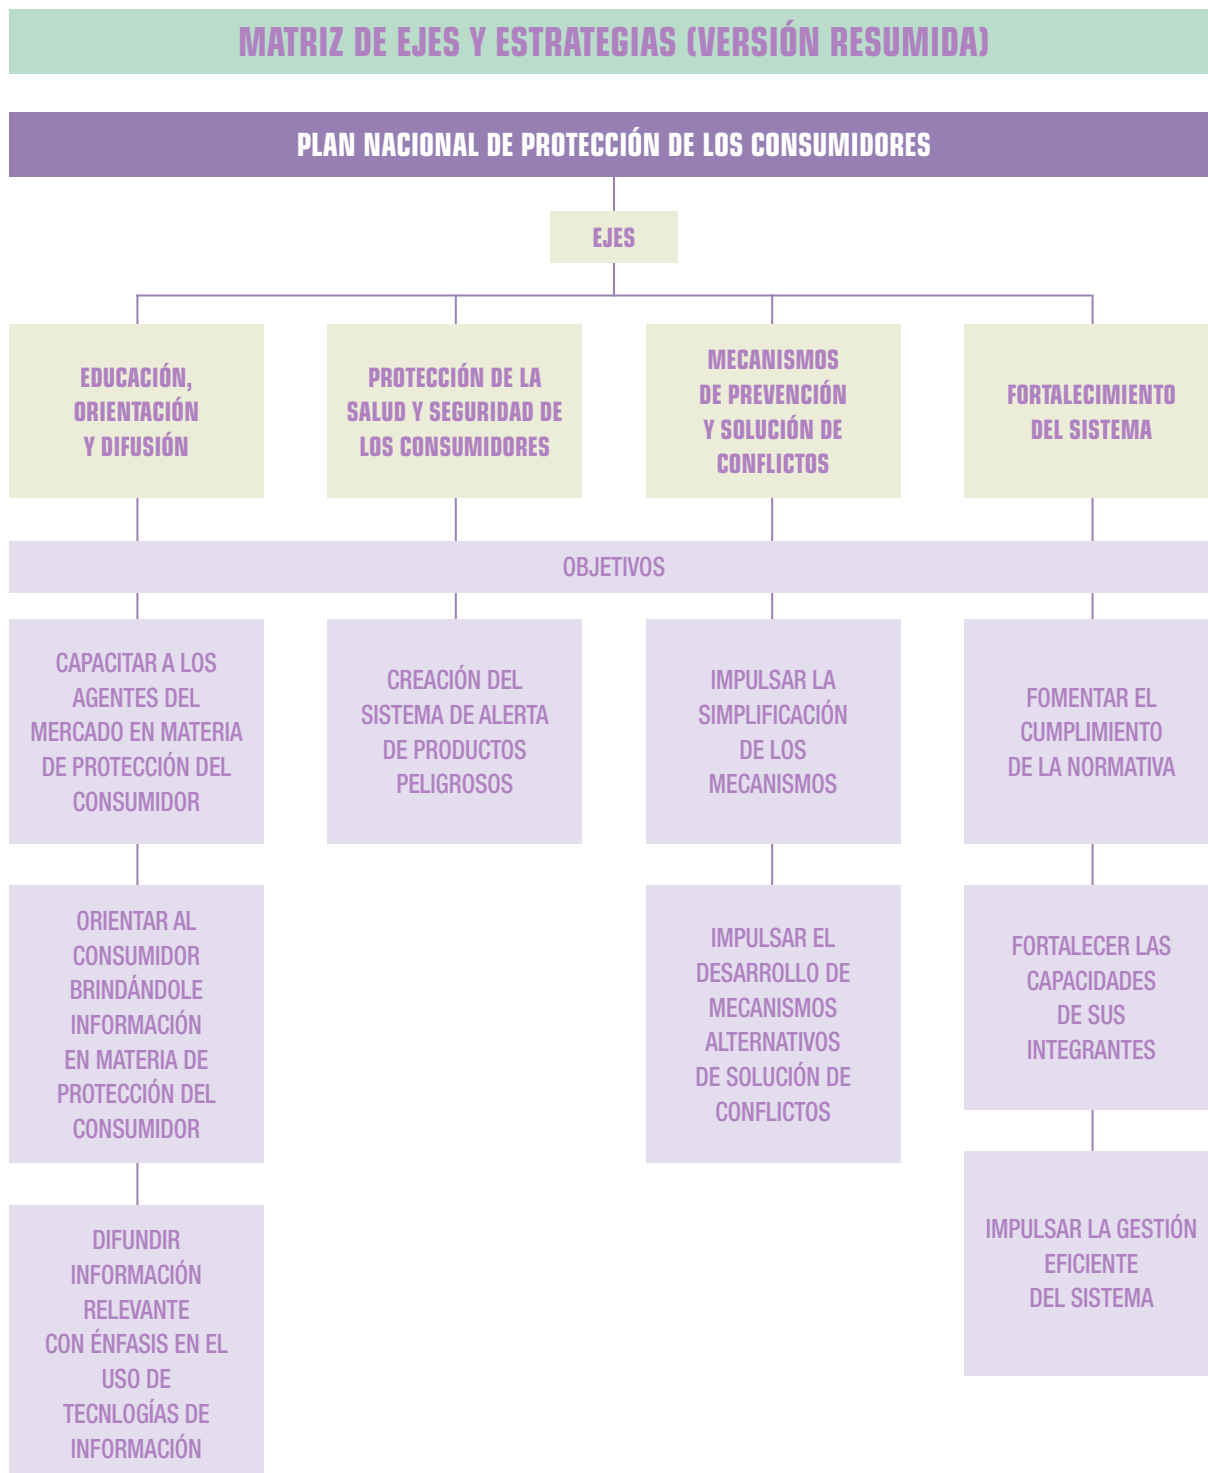 MATRIZ DE EJES Y ESTRATEGIAS (VERSIÓN RESUMIDA)
PLAN NACIONAL DE PROTECCIÓN DE LOS CONSUMIDORES
EJES
EDUCACIÓN,
ORIENTACIÓN
Y DIFUSIÓN
PROTECCIÓN DE LA
SALUD Y SEGURIDAD DE
LOS CONSUMIDORES
MECANISMOS
DE PREVENCIÓN
Y SOLUCIÓN DE
CONFLICTOS
FORTALECIMIENTO
DEL SISTEMA
OBJETIVOS
CAPACITAR A LOS
AGENTES DEL
MERCADO EN MATERIA
DE PROTECCIÓN DEL
CONSUMIDOR
CREACIÓN DEL
SISTEMA DE ALERTA
DE PRODUCTOS
PELIGROSOS
IMPULSAR LA
SIMPLIFICACIÓN
DE LOS
MECANISMOS
FOMENTAR EL
CUMPLIMIENTO
DE LA NORMATIVA
ORIENTAR AL
CONSUMIDOR
BRINDÁNDOLE
INFORMACIÓN
EN MATERIA DE
PROTECCIÓN DEL
CONSUMIDOR
IMPULSAR EL
DESARROLLO DE
MECANISMOS
ALTERNATIVOS
DE SOLUCIÓN DE
CONFLICTOS
FORTALECER LAS
CAPACIDADES
DE SUS
INTEGRANTES
DIFUNDIR
INFORMACIÓN
RELEVANTE
CON ÉNFASIS EN EL
USO DE
TECNLOGÍAS DE
INFORMACIÓN
IMPULSAR LA GESTIÓN
EFICIENTE
DEL SISTEMA